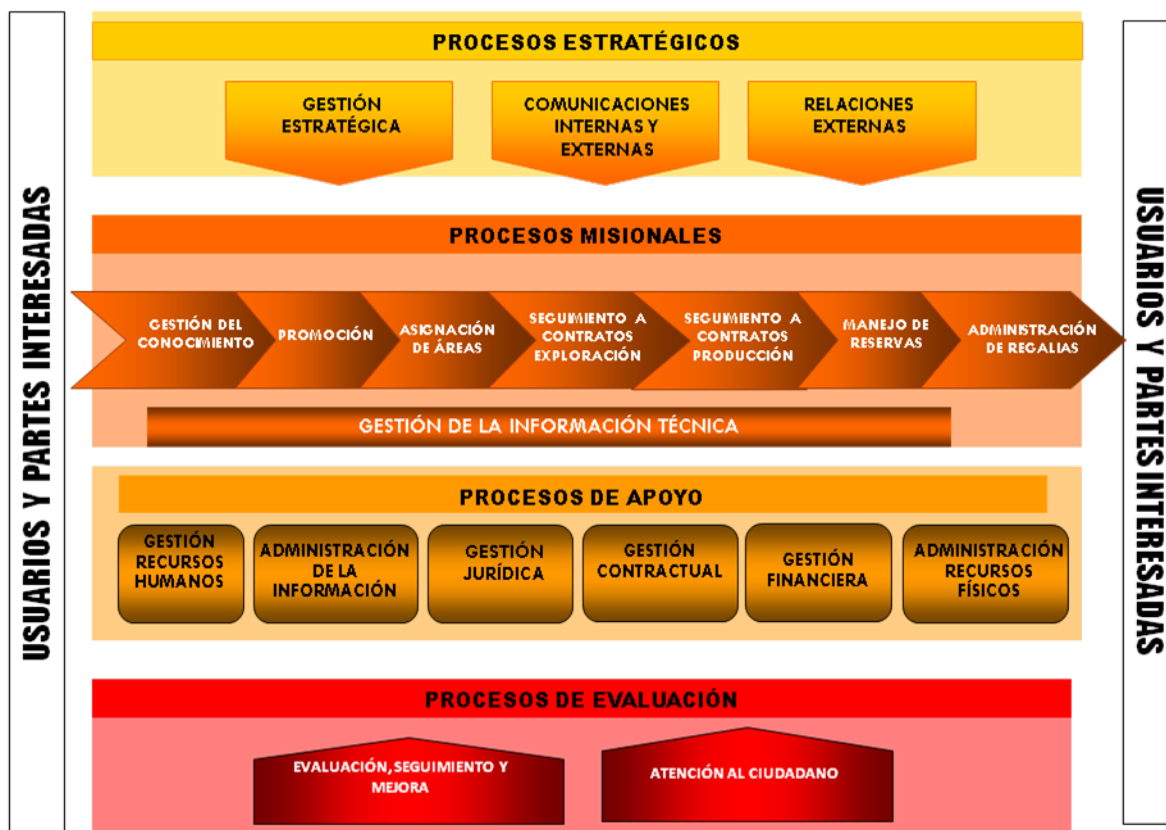 USUARIOS Y PARTES INTERESADAS
PROCESOS ESTRATÉGICOS
GESTIÓN
ESTRATÉGICA
COMUNICACIONES
INTERNAS Y
EXTERNAS
RELACIONES
EXTERNAS
PROCESOS MISIONALES
GESTIÓN DEL
CONOCIMIENTO
PROMOCIÓN
ASIGNACIÓN
DE ÁREAS
SEGUIMIENTO A
CONTRATOS
EXPLORACIÓN
SEGUIMIENTO A
CONTRATOS
PRODUCCIÓN
MANEJO DE
RESERVAS
ADMINISTRACIÓN
DE REGALIAS
GESTIÓN DE LA INFORMACIÓN TÉCNICA
PROCESOS DE APOYO
GESTIÓN
RECURSOS
HUMANOS
ADMINISTRACIÓN
DE LA
INFORMACIÓN
GESTIÓN
JURÍDICA
GESTIÓN
CONTRACTUAL
GESTIÓN
FINANCIERA
ADMINISTRACIÓN
RECURSOS
FÍSICOS
PROCESOS DE EVALUACIÓN
EVALUACIÓN, SEGUIMIENTO Y
MEJORA
ATENCIÓN AL CIUDADANO
USUARIOS Y PARTES INTERESADAS